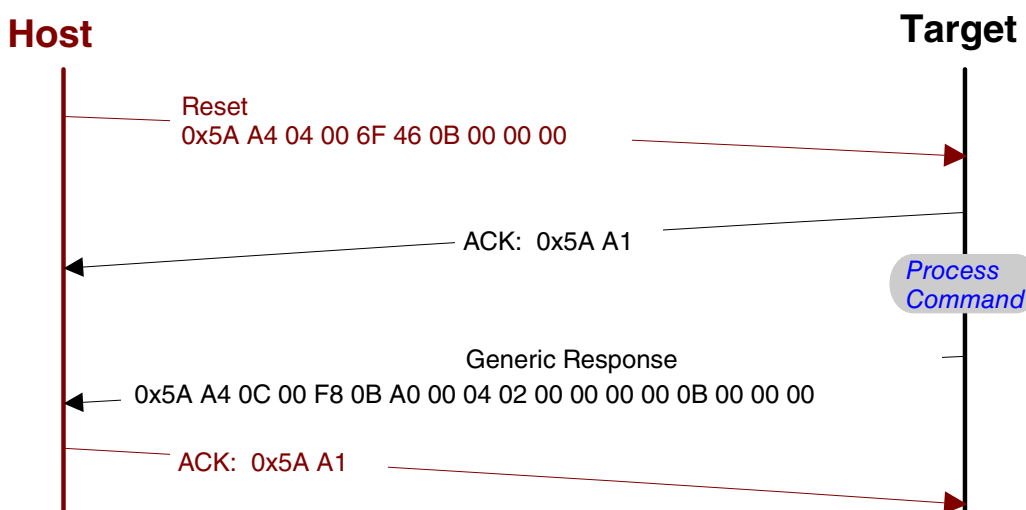 Host
Target
Reset
0x5A A4 04 00 6F 46 0B 00 00 00
ACK: 0x5A A1
Process
Command
Generic Response
0x5A A4 0C 00 F8 0B A0 00 04 02 00 00 00 00 0B 00 00 00
ACK: 0x5A A1